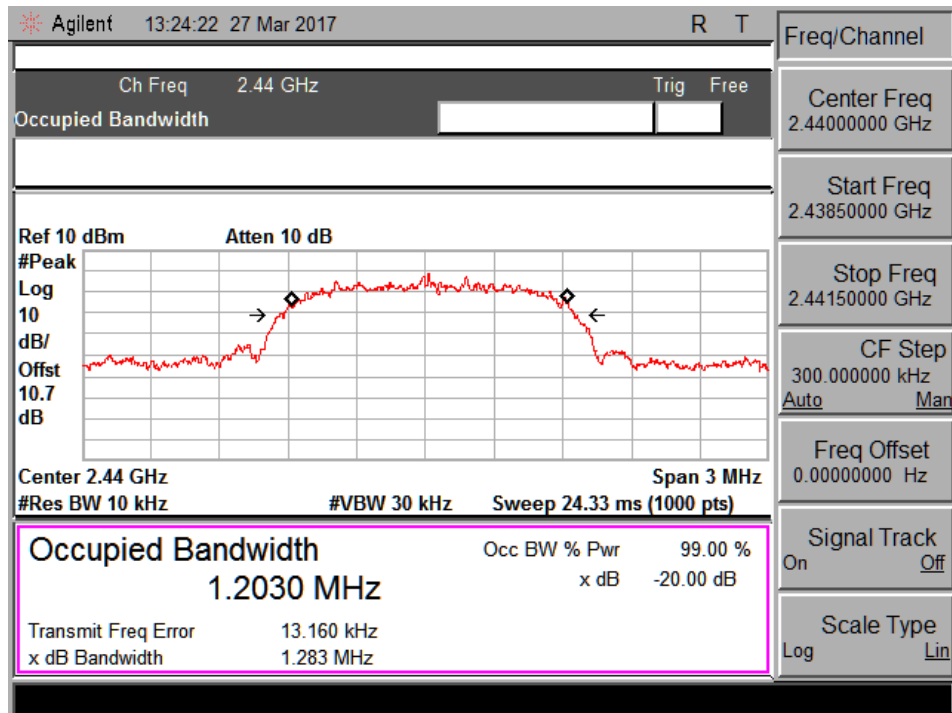 Agilent 13:24:22 27 Mar 2017 R T
Freq/Channel
Ch Freq 2.44 GHz Trig Free
Occupied Bandwidth
Center Freq
2.44000000 GHz
Start Freq
2.43850000 GHz
Stop Freq
2.44150000 GHz
CF Step
300.000000 kHz
Auto Man
Freq Offset
0.00000000 Hz
Signal Track
On Off
Scale Type
Log Lin
Ref 10 dBm Atten 10 dB
#Peak
Log
10
dB/
Offst
10.7
dB
Center 2.44 GHz Span 3 MHz
#Res BW 10 kHz #VBW 30 kHz Sweep 24.33 ms (1000 pts)
Occupied Bandwidth Occ BW % Pwr 99.00 %
1.2030 MHz x dB -20.00 dB
Transmit Freq Error 13.160 kHz
x dB Bandwidth 1.283 MHz